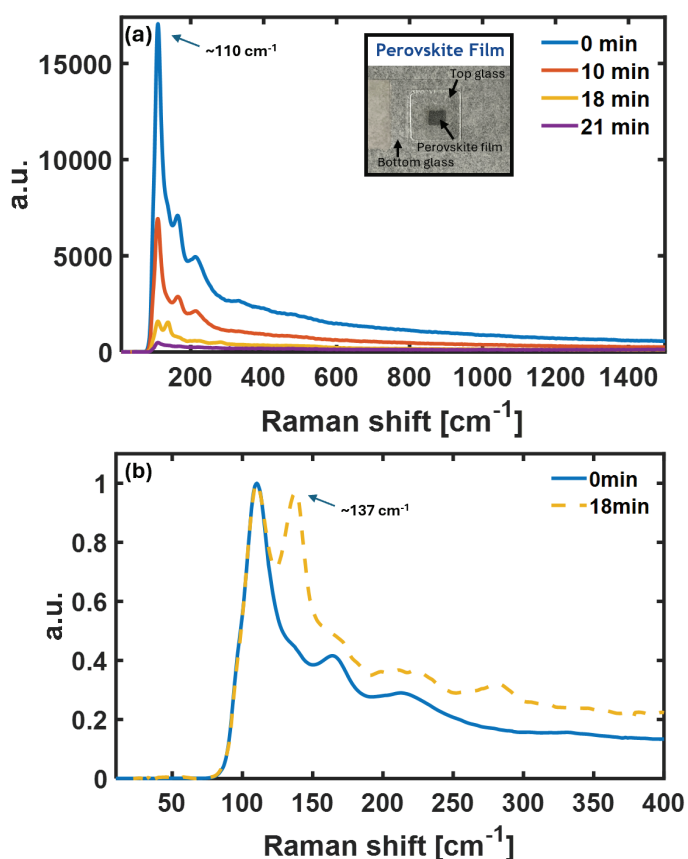 (a)
~110 cm-1
Perovskite Film
Top glass
Perovskite film
Bottom glass
0 min
10 min
18 min
21 min
15000
10000
5000
0
a.u.
200 400 600 800 1000 1200 1400
Raman shift [cm-1]
(b)
~137 cm-1
0min
18min
1
0.8
0.6
0.4
0.2
0
a.u.
50 100 150 200 250 300 350 400
Raman shift [cm-1]